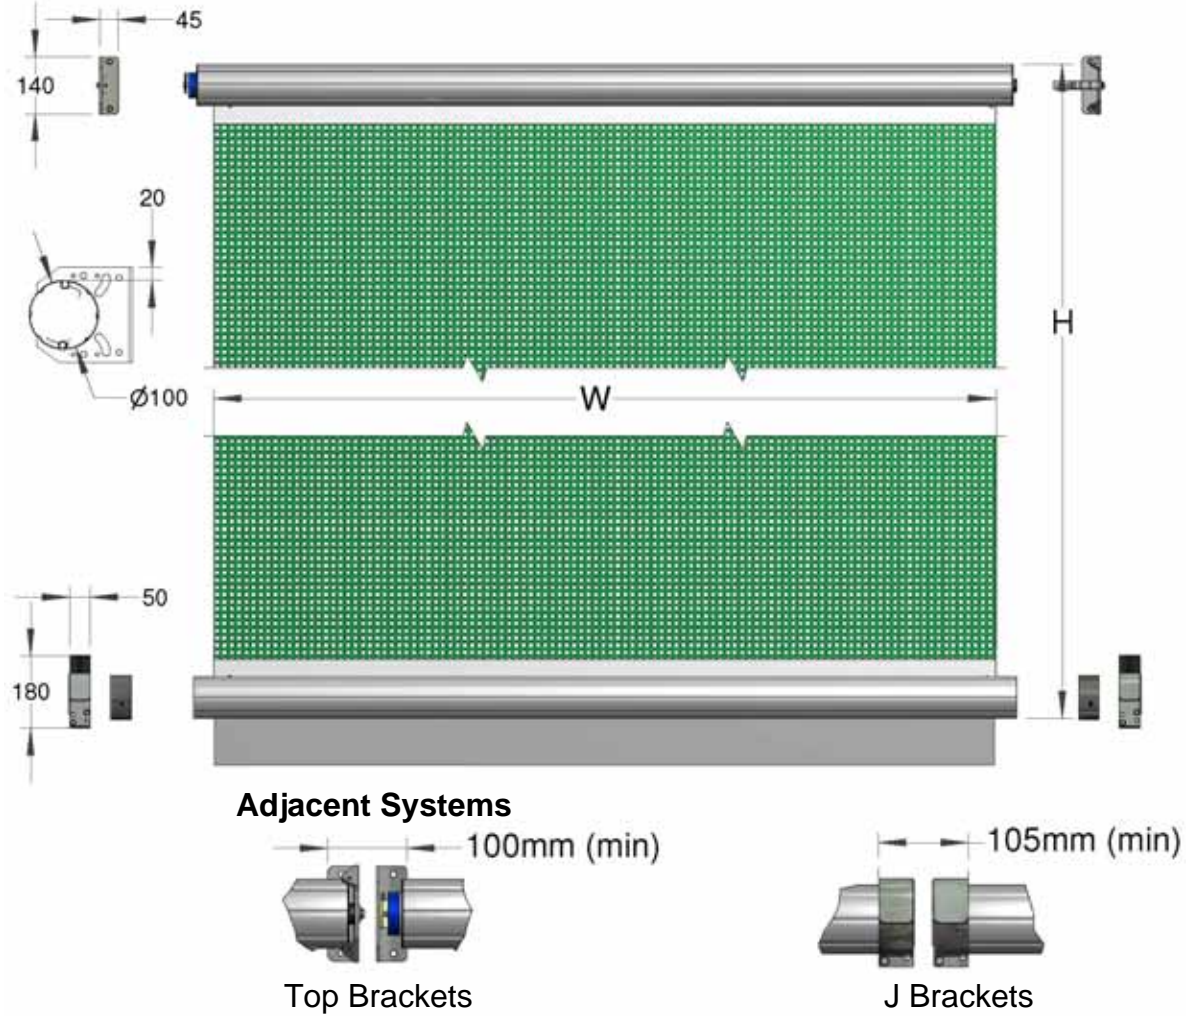 45
140
20
H
Ø100
W
50
180
Adjacent Systems
100mm (min)
105mm (min)
Top Brackets
J Brackets